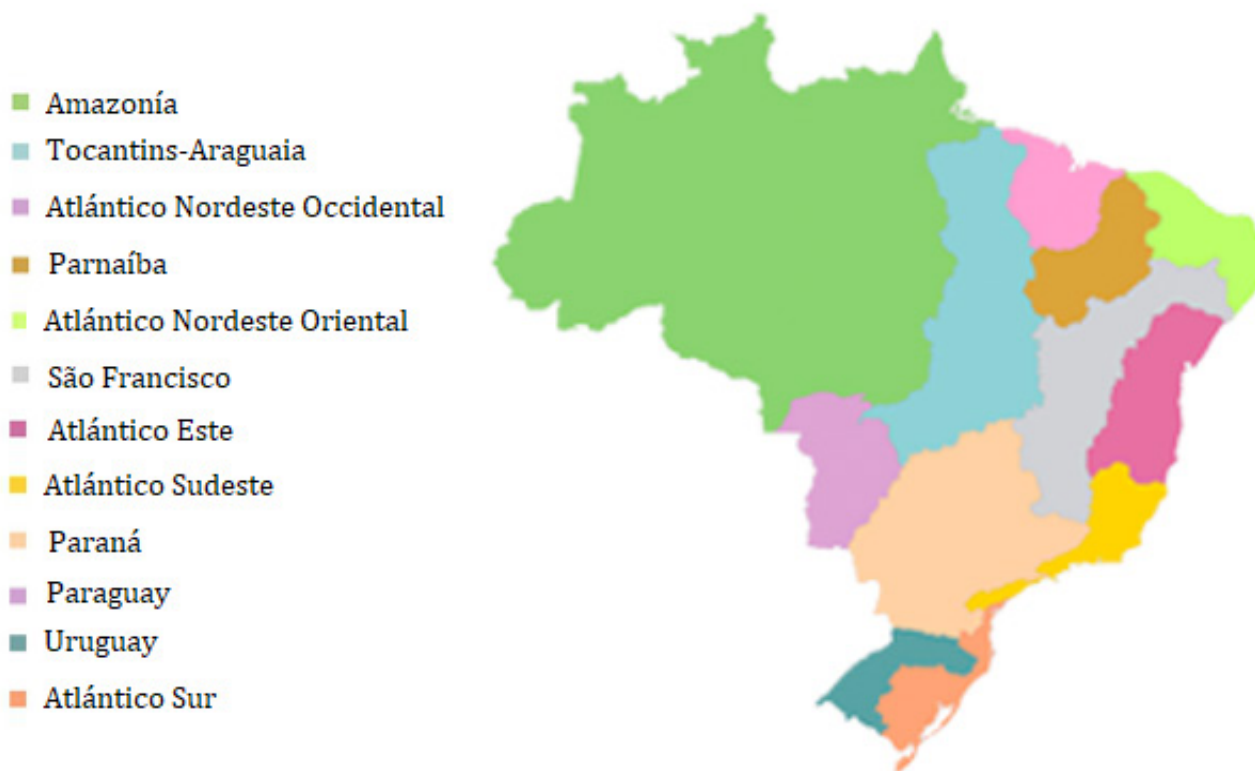 Amazonía
Tocantins-Araguaia
Atlántico Nordeste Occidental
Parnaíba
Atlántico Nordeste Oriental
São Francisco
Atlántico Este
Atlántico Sudeste
Paraná
Paraguay
Uruguay
Atlántico Sur